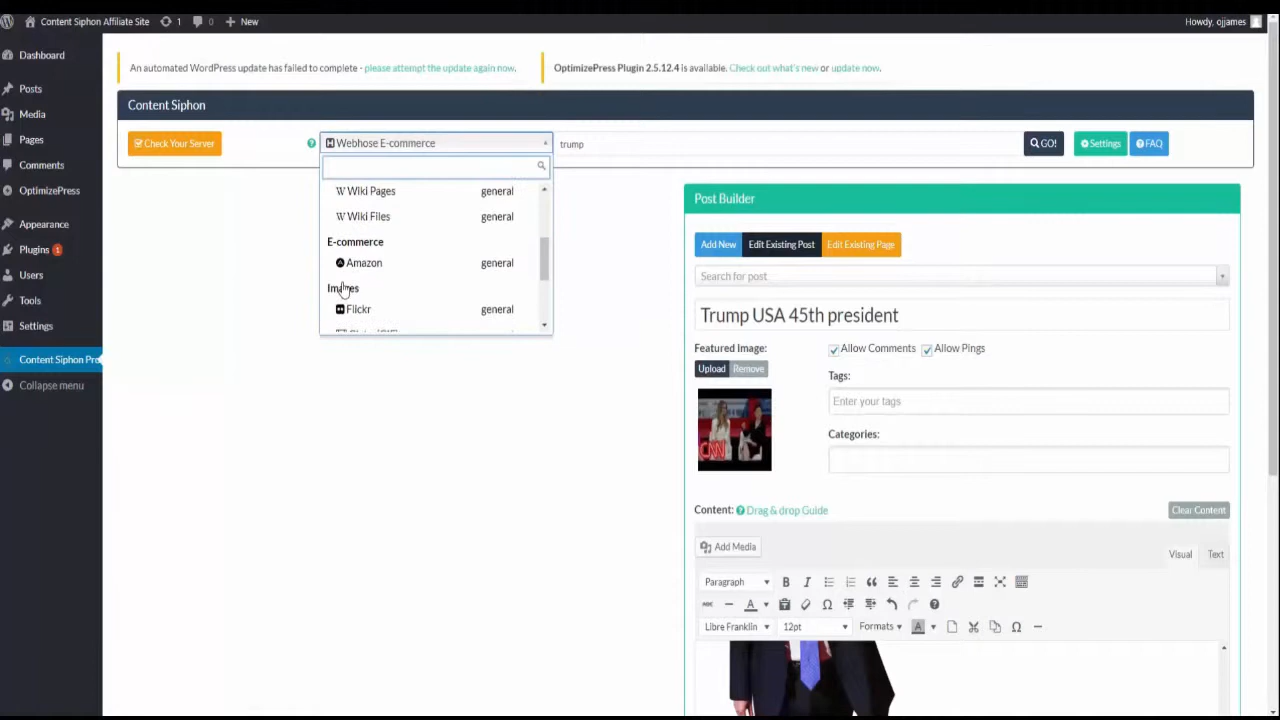 Content Siphon Affiliate Site 1 0 New Howdy, ojjames
Dashboard
Posts
Media
Pages
Comments
OptimizePress
Appearance
Plugins 1
Users
Tools
Settings
Content Siphon Pre
Collapse menu
An automated WordPress update has failed to complete - please attempt the update again now.
OptimizePress Plugin 2.5.12.4 is available. Check out what's new or update now.
Content Siphon
Check Your Server
Webhose E-commerce
trump
GO!
Settings
FAQ
Wiki Pages general
Wiki Files general
E-commerce
Amazon general
Images
Flickr general
Post Builder
Add New Edit Existing Post Edit Existing Page
Search for post
Trump USA 45th president
Featured Image:
Upload Remove
CNN
Allow Comments Allow Pings
Tags:
Enter your tags
Categories:
Content: Drag & drop Guide Clear Content
Add Media
Visual Text
Paragraph B I
ABC A
Libre Franklin 12pt Formats A